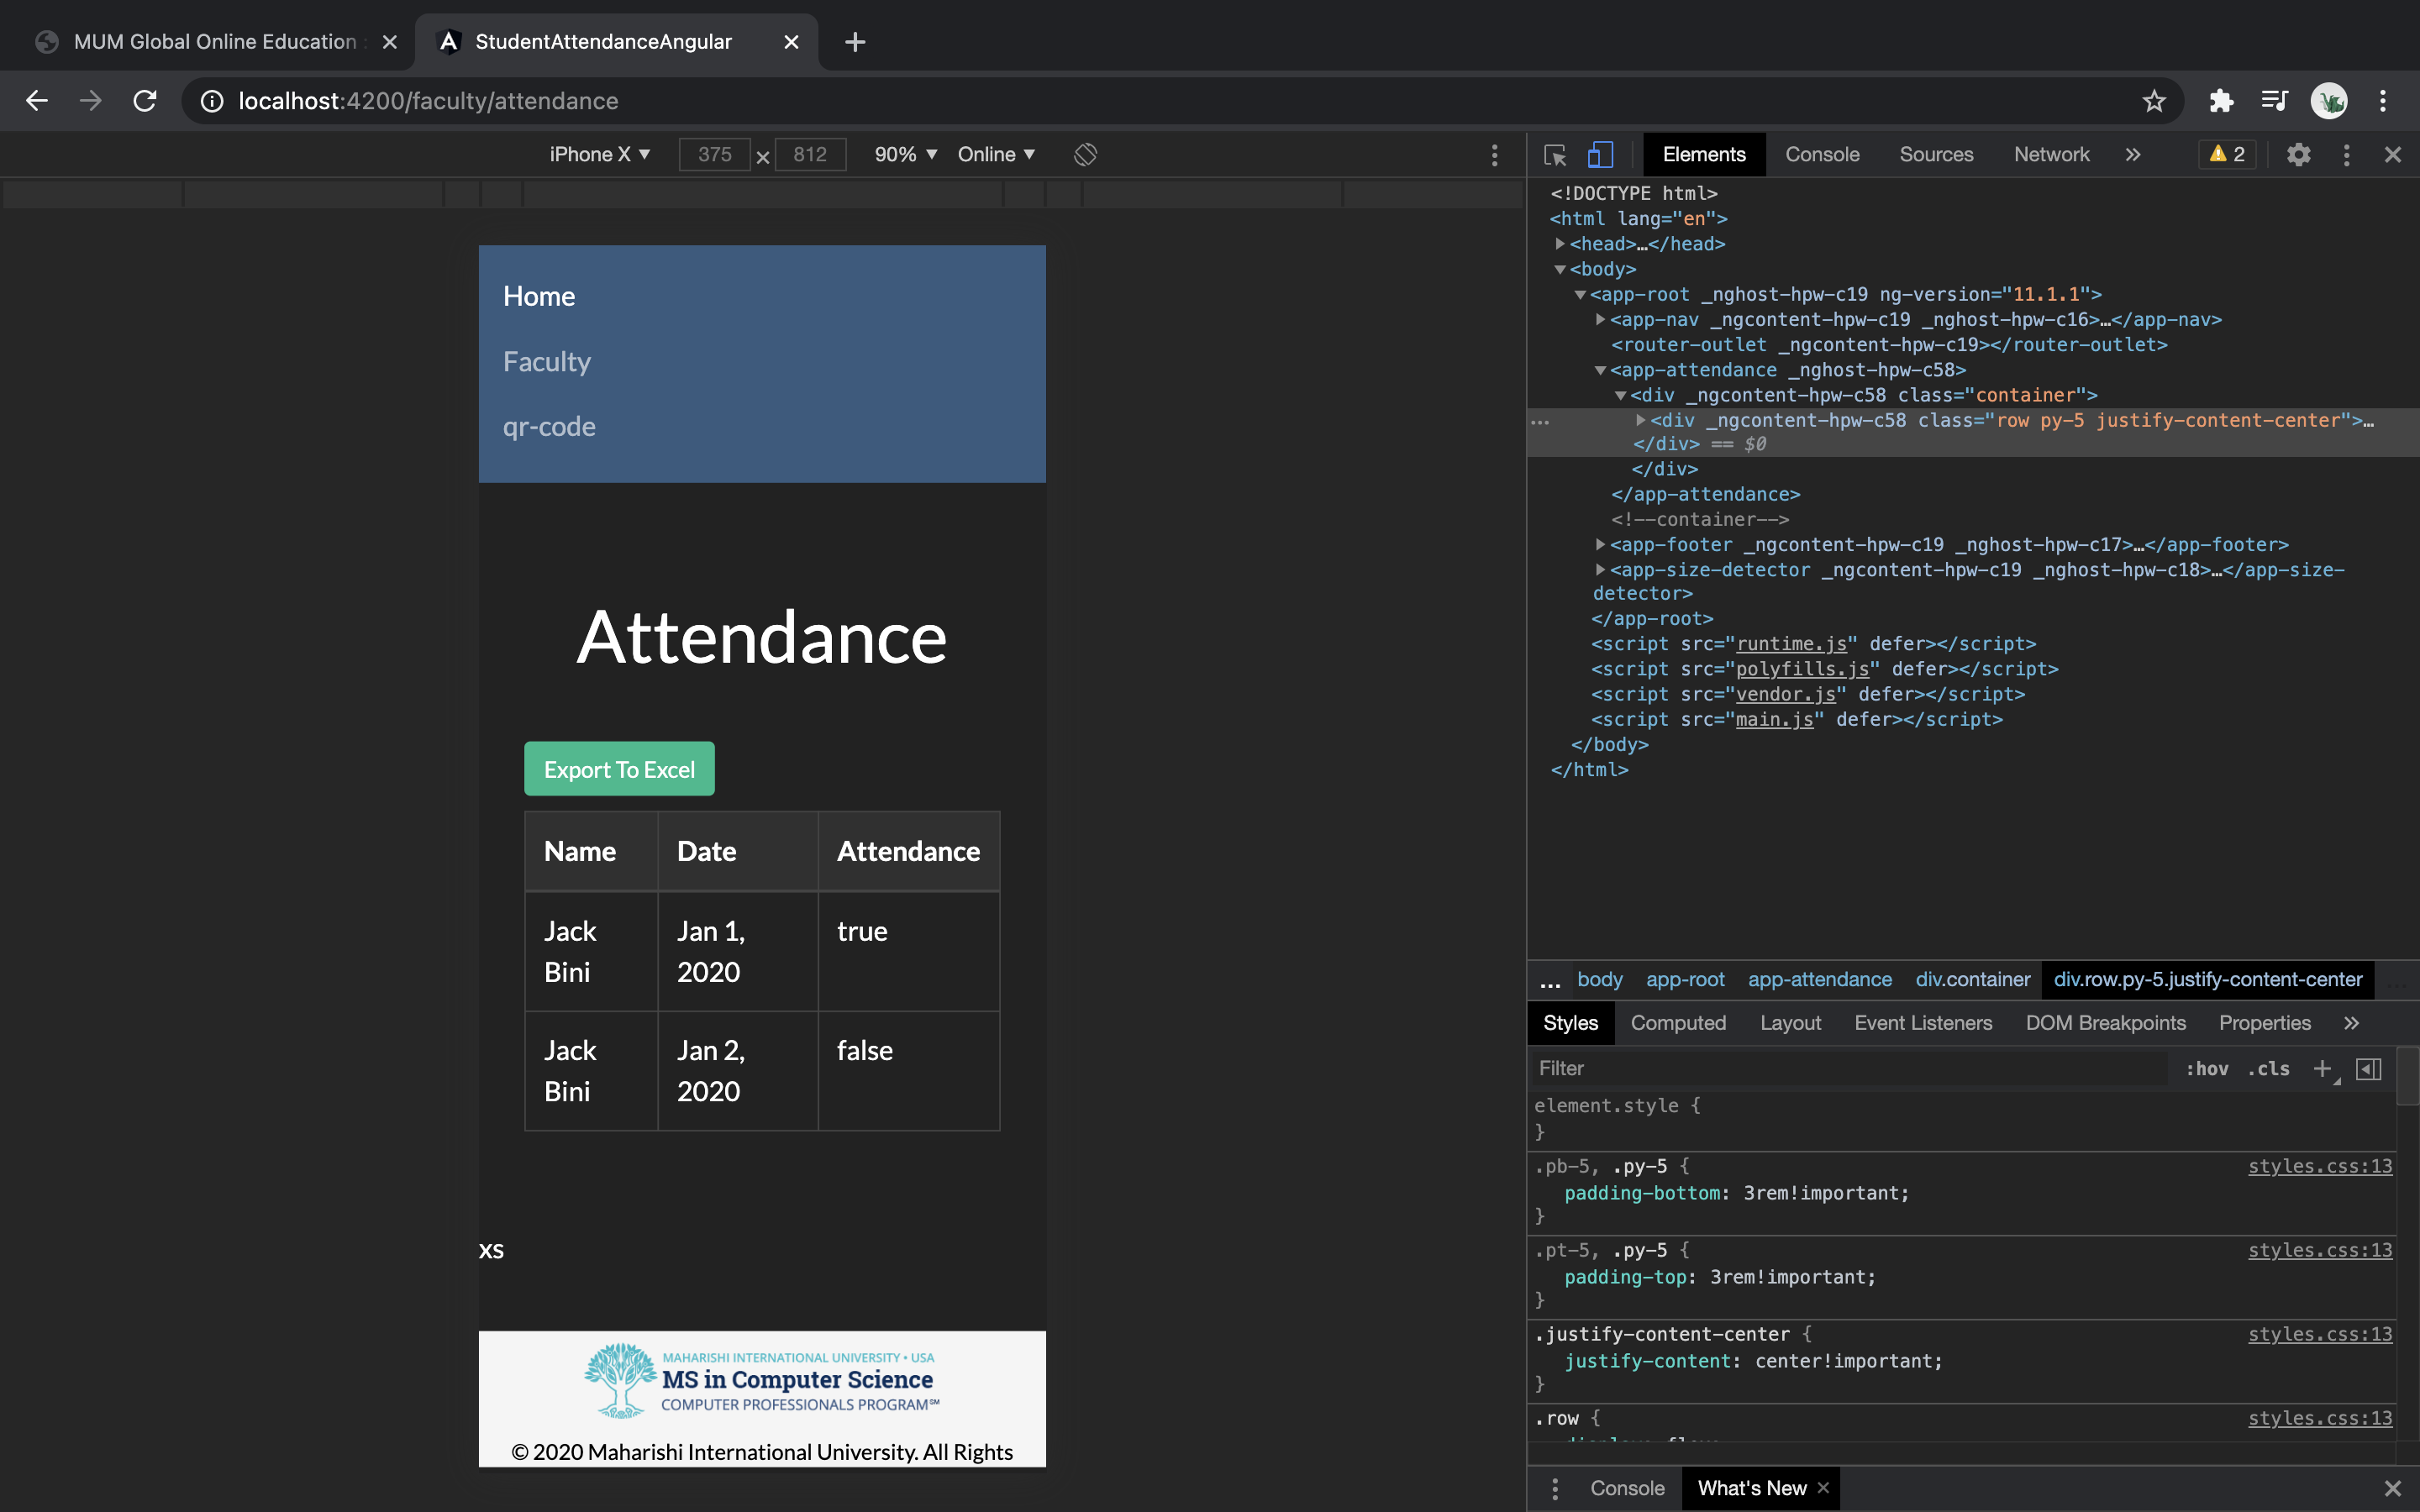 MUM Global Online Education
StudentAttendanceAngular
localhost:4200/faculty/attendance
iPhone X ▼ 375 × 812 90% ▼ Online ▼
Home
Faculty
qr-code
Attendance
Export To Excel
Name Date Attendance
Jack Bini Jan 1, 2020 true
Jack Bini Jan 2, 2020 false
xs
MAHARISHI INTERNATIONAL UNIVERSITY • USA
MS in Computer Science
COMPUTER PROFESSIONALS PROGRAM℠
© 2020 Maharishi International University. All Rights
Elements Console Sources Network » 2
<!DOCTYPE html>
<html lang="en">
<head>…</head>
<body>
<app-root _nghost-hpw-c19 ng-version="11.1.1">
<app-nav _ngcontent-hpw-c19 _nghost-hpw-c16>…</app-nav>
<router-outlet _ngcontent-hpw-c19></router-outlet>
<app-attendance _nghost-hpw-c58>
<div _ngcontent-hpw-c58 class="container">
<div _ngcontent-hpw-c58 class="row py-5 justify-content-center">…
</div> == $0
</div>
</app-attendance>
<!--container-->
<app-footer _ngcontent-hpw-c19 _nghost-hpw-c17>…</app-footer>
<app-size-detector _ngcontent-hpw-c19 _nghost-hpw-c18>…</app-size-
detector>
</app-root>
<script src="runtime.js" defer></script>
<script src="polyfills.js" defer></script>
<script src="vendor.js" defer></script>
<script src="main.js" defer></script>
</body>
</html>
... body app-root app-attendance div.container div.row.py-5.justify-content-center
Styles Computed Layout Event Listeners DOM Breakpoints Properties »
Filter :hov .cls +
element.style {
}
.pb-5, .py-5 { styles.css:13
padding-bottom: 3rem!important;
}
.pt-5, .py-5 { styles.css:13
padding-top: 3rem!important;
}
.justify-content-center { styles.css:13
justify-content: center!important;
}
.row { styles.css:13
Console What's New